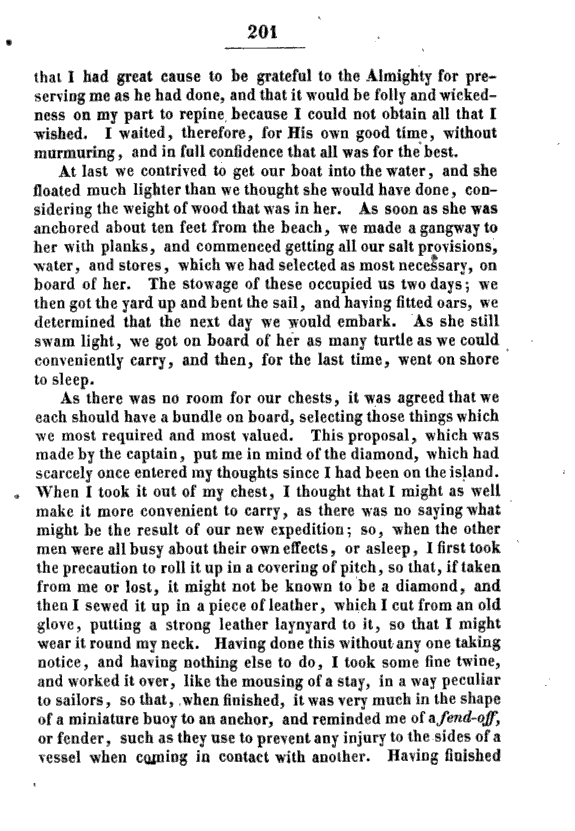 201
that I had great cause to be grateful to the Almighty for pre-
serving me as he had done, and that it would be folly and wicked-
ness on my part to repine because I could not obtain all that I
wished. I waited, therefore, for His own good time, without
murmuring, and in full confidence that all was for the best.
At last we contrived to get our boat into the water, and she
floated much lighter than we thought she would have done, con-
sidering the weight of wood that was in her. As soon as she was
anchored about ten feet from the beach, we made a gangway to
her with planks, and commenced getting all our salt provisions,
water, and stores, which we had selected as most necessary, on
board of her. The stowage of these occupied us two days; we
then got the yard up and bent the sail, and having fitted oars, we
determined that the next day we would embark. As she still
swam light, we got on board of her as many turtle as we could
conveniently carry, and then, for the last time, went on shore
to sleep.
As there was no room for our chests, it was agreed that we
each should have a bundle on board, selecting those things which
we most required and most valued. This proposal, which was
made by the captain, put me in mind of the diamond, which had
scarcely once entered my thoughts since I had been on the island.
When I took it out of my chest, I thought that I might as well
make it more convenient to carry, as there was no saying what
might be the result of our new expedition; so, when the other
men were all busy about their own effects, or asleep, I first took
the precaution to roll it up in a covering of pitch, so that, if taken
from me or lost, it might not be known to be a diamond, and
then I sewed it up in a piece of leather, which I cut from an old
glove, putting a strong leather laynyard to it, so that I might
wear it round my neck. Having done this without any one taking
notice, and having nothing else to do, I took some fine twine,
and worked it over, like the mousing of a stay, in a way peculiar
to sailors, so that, when finished, it was very much in the shape
of a miniature buoy to an anchor, and reminded me of a fend-off,
or fender, such as they use to prevent any injury to the sides of a
vessel when coming in contact with another. Having finished